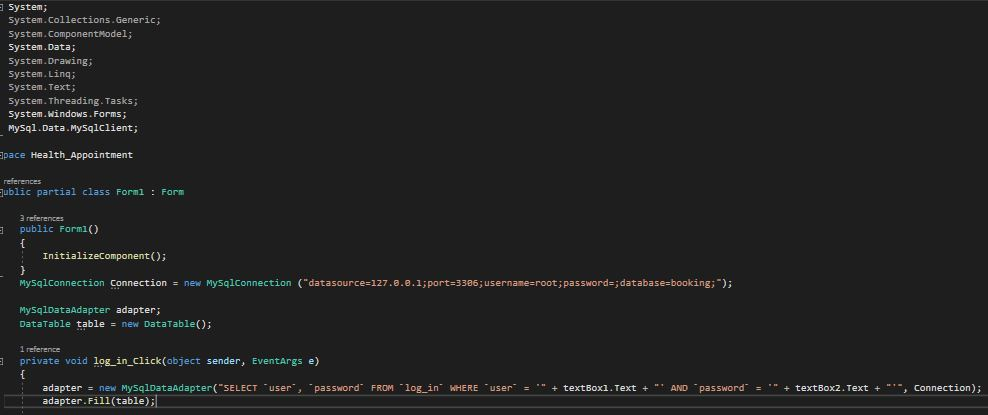 System;
System.Collections.Generic;
System.ComponentModel;
System.Data;
System.Drawing;
System.Linq;
System.Text;
System.Threading.Tasks;
System.Windows.Forms;
MySql.Data.MySqlClient;
pace Health_Appointment
references
ublic partial class Form1 : Form
3 references
public Form1()
{
InitializeComponent();
}
MySqlConnection Connection = new MySqlConnection ("datasource=127.0.0.1;port=3306;username=root;password=;database=booking;");
MySqlDataAdapter adapter;
DataTable table = new DataTable();
1 reference
private void log_in_Click(object sender, EventArgs e)
{
adapter = new MySqlDataAdapter("SELECT `user`, `password` FROM `log_in` WHERE `user` = '" + textBox1.Text + "' AND `password` = '" + textBox2.Text + "'", Connection);
adapter.Fill(table);